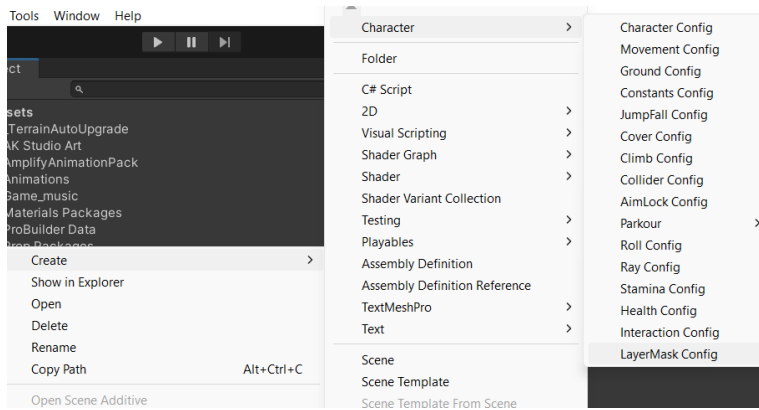 Tools Window Help
ect
sets
_TerrainAutoUpgrade
AK Studio Art
AmplifyAnimationPack
Animations
Game_music
Materials Packages
ProBuilder Data
Prop Packages
Create
Show in Explorer
Open
Delete
Rename
Copy Path Alt+Ctrl+C
Open Scene Additive
Character
Folder
C# Script
2D
Visual Scripting
Shader Graph
Shader
Shader Variant Collection
Testing
Playables
Assembly Definition
Assembly Definition Reference
TextMeshPro
Text
Scene
Scene Template
Scene Template From Scene
Character Config
Movement Config
Ground Config
Constants Config
JumpFall Config
Cover Config
Climb Config
Collider Config
AimLock Config
Parkour
Roll Config
Ray Config
Stamina Config
Health Config
Interaction Config
LayerMask Config